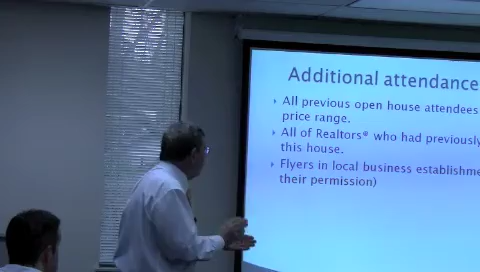 Additional attendance
All previous open house attendees
price range.
All of Realtors® who had previously
this house.
Flyers in local business
their permission)